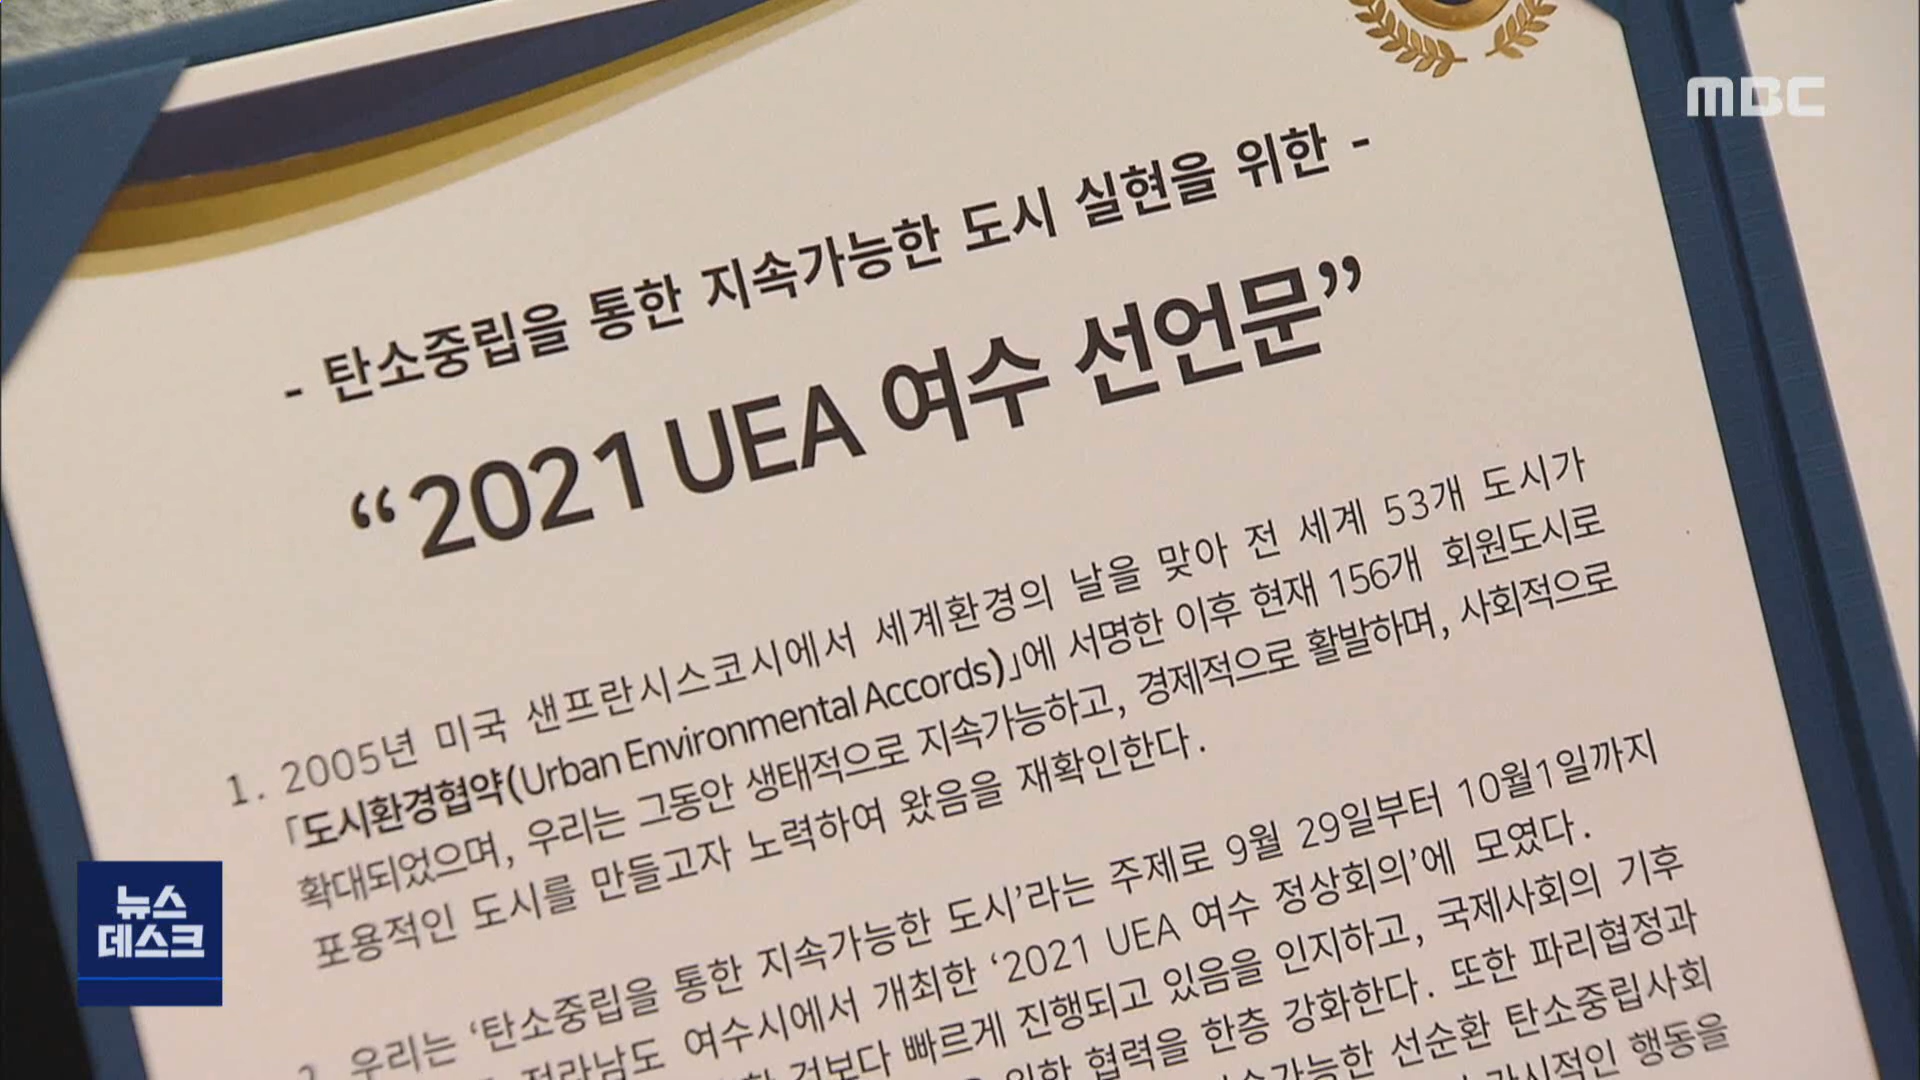 MBC
- 탄소중립을 통한 지속가능한 도시 실현을 위한 -
“2021 UEA 여수 선언문”
1. 2005년 미국 샌프란시스코시에서 세계환경의 날을 맞아 전 세계 53개 도시가
「도시환경협약(Urban Environmental Accords)」에 서명한 이후 현재 156개 회원도시로
확대되었으며, 우리는 그동안 생태적으로 지속가능하고, 경제적으로 활발하며, 사회적으로
포용적인 도시를 만들고자 노력하여 왔음을 재확인한다.
2. 우리는 ‘탄소중립을 통한 지속가능한 도시’라는 주제로 9월 29일부터 10월1일까지
전라남도 여수시에서 개최한 ‘2021 UEA 여수 정상회의’에 모였다.
것보다 빠르게 진행되고 있음을 인지하고, 국제사회의 기후
위한 협력을 한층 강화한다. 또한 파리협정과
선순환 탄소중립사회
행동을
뉴스
데스크